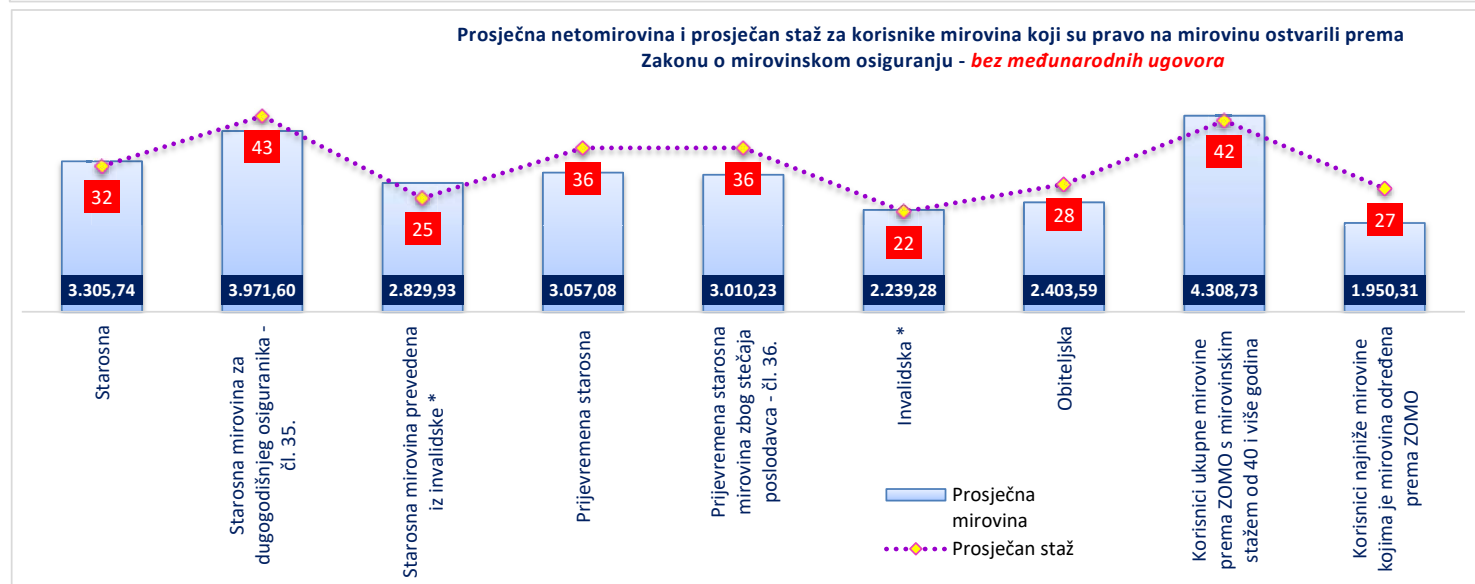 Prosječna netomirovina i prosječan staž za korisnike mirovina koji su pravo na mirovinu ostvarili prema
Zakonu o mirovinskom osiguranju - bez međunarodnih ugovora
32
43
25
36
36
22
28
42
27
3.305,74
3.971,60
2.829,93
3.057,08
3.010,23
2.239,28
2.403,59
4.308,73
1.950,31
Starosna
Starosna mirovina za
dugogodišnjeg osiguranika -
čl. 35.
Starosna mirovina prevedena
iz invalidske *
Prijevremena starosna
Prijevremena starosna
mirovina zbog stečaja
poslodavca - čl. 36.
Invalidska *
Obiteljska
Korisnici ukupne mirovine
prema ZOMO s mirovinskim
stažem od 40 i više godina
Korisnici najniže mirovine
kojima je mirovina određena
prema ZOMO
Prosječna
mirovina
Prosječan staž